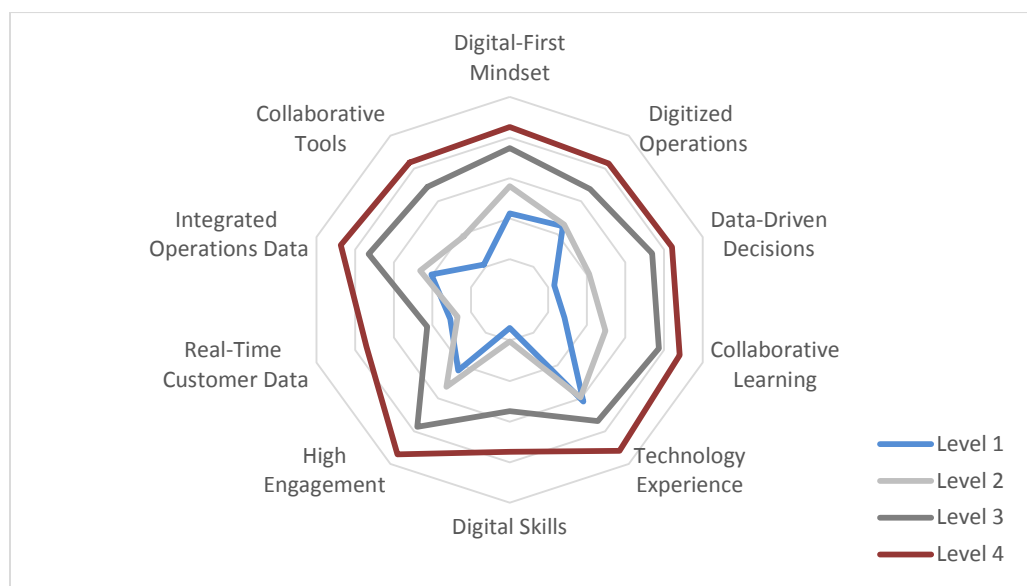 Digital-First
Mindset
Digitized
Operations
Data-Driven
Decisions
Collaborative
Learning
Technology
Experience
Digital Skills
High
Engagement
Real-Time
Customer Data
Integrated
Operations Data
Collaborative
Tools
Level 1
Level 2
Level 3
Level 4